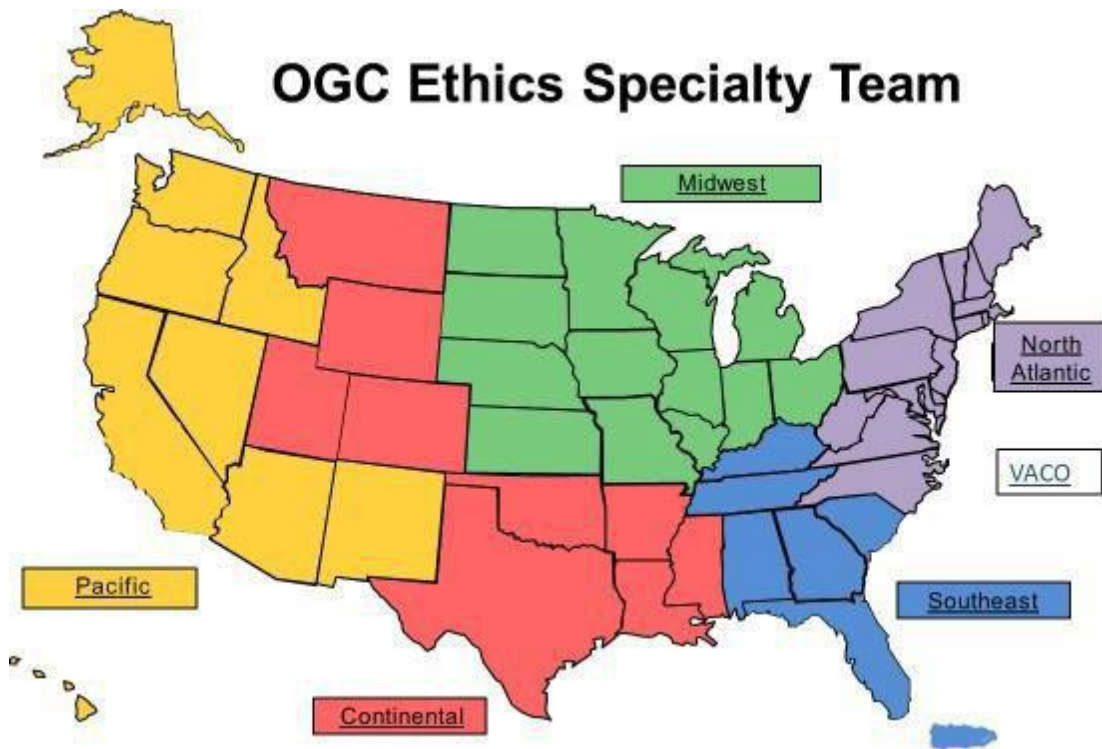 OGC Ethics Specialty Team
Midwest
North
Atlantic
VACO
Pacific
Southeast
Continental